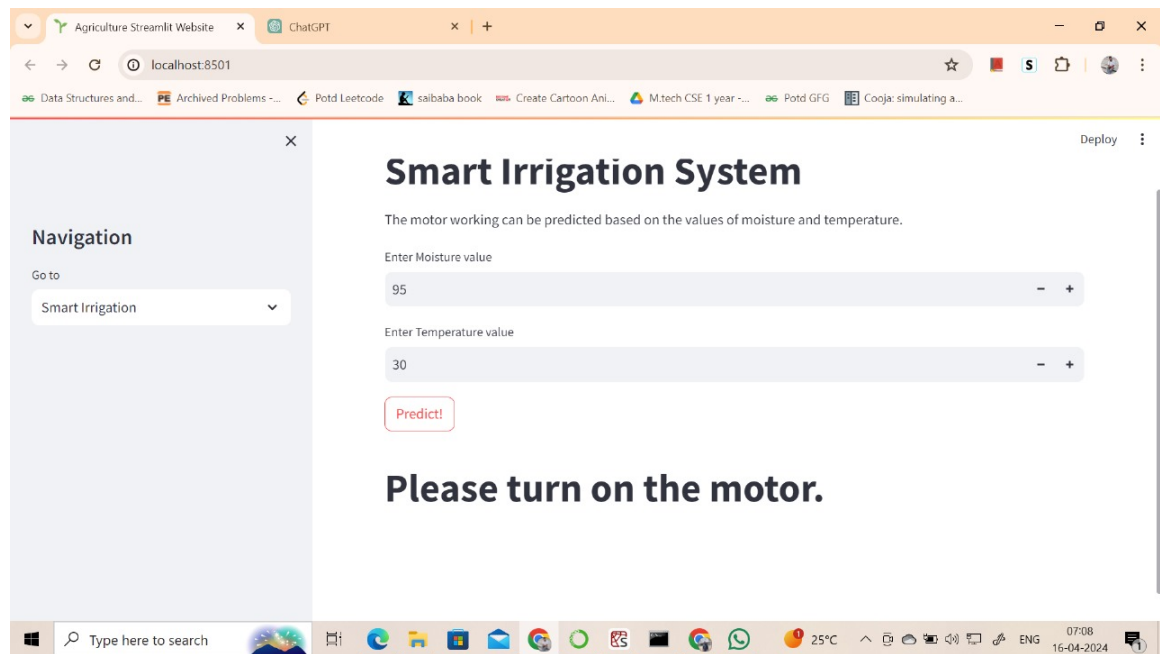 Agriculture Streamlit Website
ChatGPT
localhost:8501
Data Structures and...
Archived Problems -...
Potd Leetcode
saibaba book
Create Cartoon Ani...
M.tech CSE 1 year -...
Potd GFG
Cooja: simulating a...
Deploy
Navigation
Go to
Smart Irrigation
Smart Irrigation System
The motor working can be predicted based on the values of moisture and temperature.
Enter Moisture value
95
Enter Temperature value
30
Predict!
Please turn on the motor.
Type here to search
25°C
ENG
07:08
16-04-2024